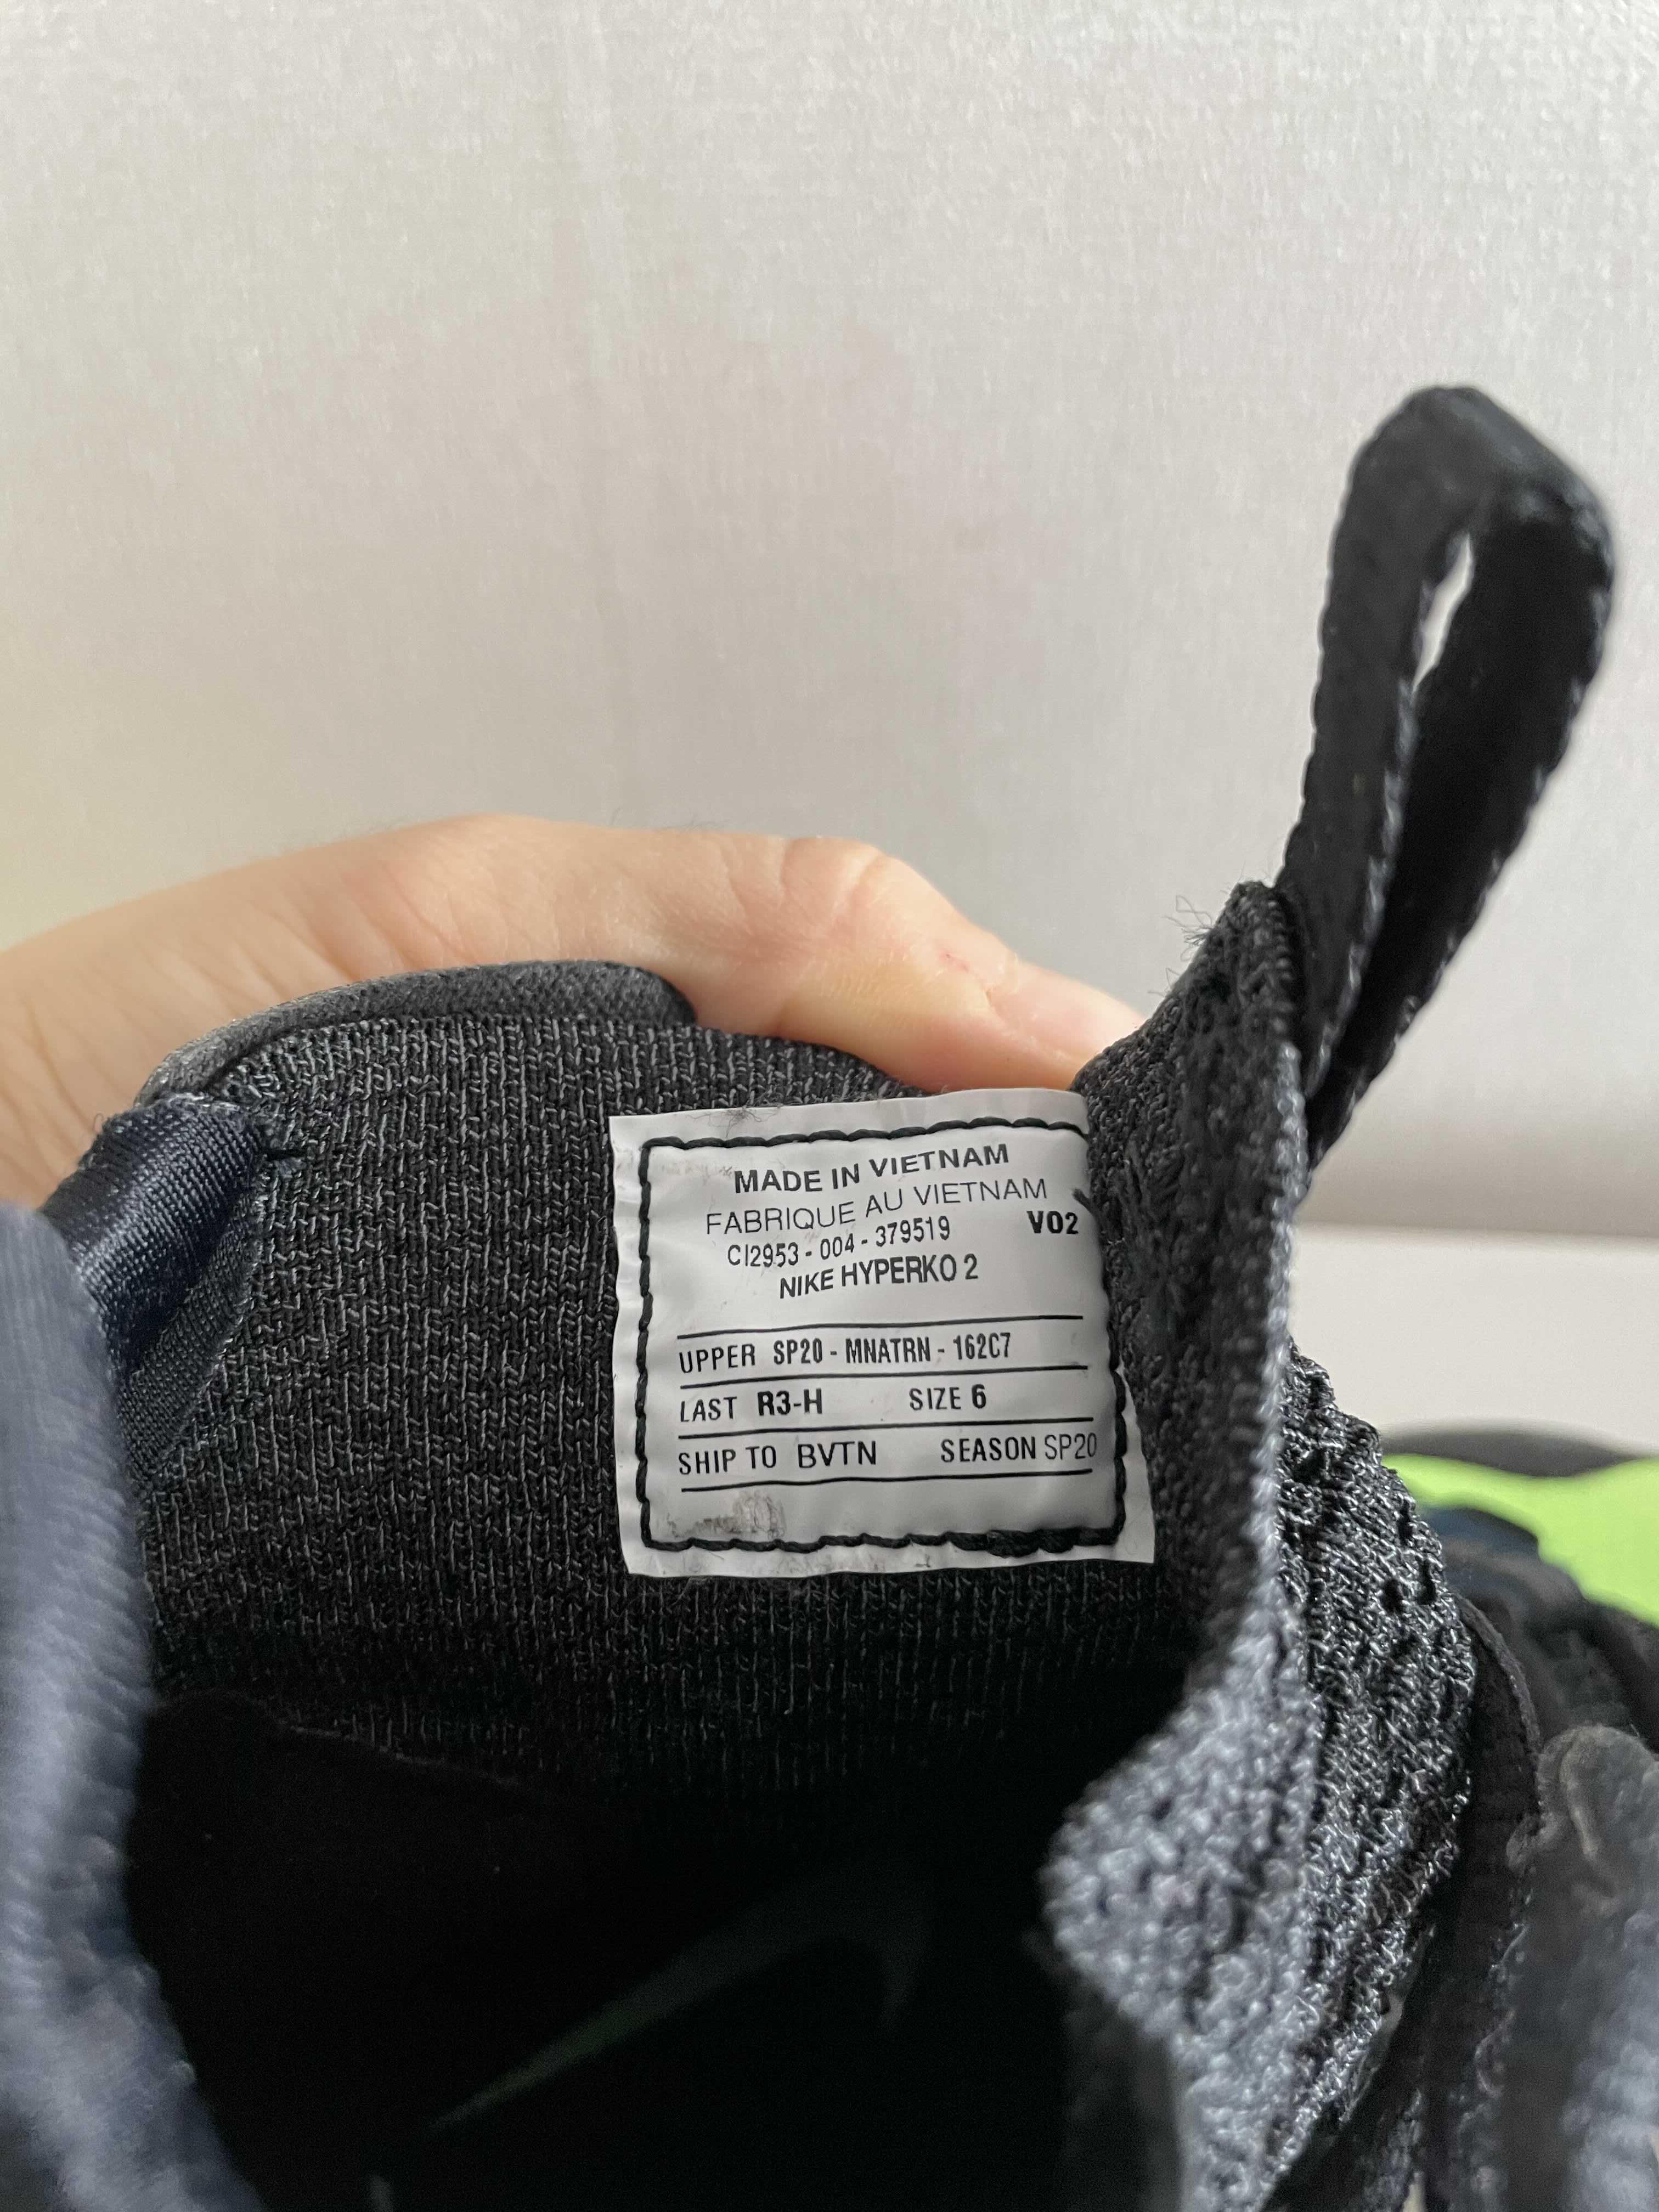 MADE IN VIETNAM
FABRIQUE AU VIETNAM
CI2953 - 004 - 379519 V02
NIKE HYPERKO 2
UPPER SP20 - MNATRN - 162C7
LAST R3-H SIZE 6
SHIP TO BVTN SEASON SP20